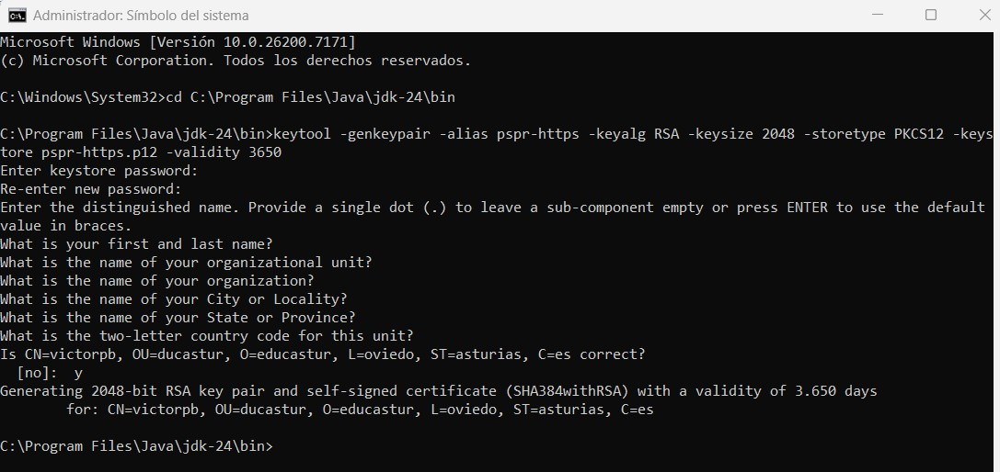 Administrador: Símbolo del sistema
Microsoft Windows [Versión 10.0.26200.7171]
(c) Microsoft Corporation. Todos los derechos reservados.
C:\Windows\System32>cd C:\Program Files\Java\jdk-24\bin
C:\Program Files\Java\jdk-24\bin>keytool -genkeypair -alias pspr-https -keyalg RSA -keysize 2048 -storetype PKCS12 -keys
tore pspr-https.p12 -validity 3650
Enter keystore password:
Re-enter new password:
Enter the distinguished name. Provide a single dot (.) to leave a sub-component empty or press ENTER to use the default
value in braces.
What is your first and last name?
What is the name of your organizational unit?
What is the name of your organization?
What is the name of your City or Locality?
What is the name of your State or Province?
What is the two-letter country code for this unit?
Is CN=victorpb, OU=ducastur, O=educastur, L=oviedo, ST=asturias, C=es correct?
  [no]:  y
Generating 2048-bit RSA key pair and self-signed certificate (SHA384withRSA) with a validity of 3.650 days
        for: CN=victorpb, OU=ducastur, O=educastur, L=oviedo, ST=asturias, C=es
C:\Program Files\Java\jdk-24\bin>